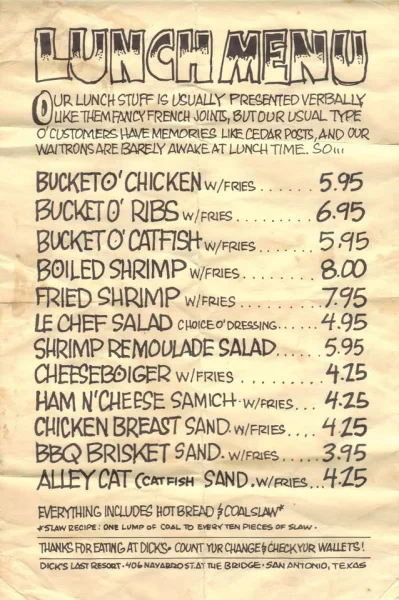 LUNCH MENU
OUR LUNCH STUFF IS USUALLY PRESENTED VERBALLY
LIKE THEM FANCY FRENCH JOINTS, BUT OUR USUAL TYPE
O' CUSTOMERS HAVE MEMORIES LIKE CEDAR POSTS, AND OUR
WAITRONS ARE BARELY AWAKE AT LUNCH TIME. SO...
BUCKET O' CHICKEN W/FRIES ...... 5.95
BUCKET O' RIBS W/FRIES ........ 6.95
BUCKET O' CATFISH W/FRIES ..... 5.95
BOILED SHRIMP W/FRIES ....... 8.00
FRIED SHRIMP W/FRIES ....... 7.95
LE CHEF SALAD CHOICE O' DRESSING...... 4.95
SHRIMP REMOULADE SALAD..... 5.95
CHEESEBOIGER W/FRIES ....... 4.25
HAM N' CHEESE SAMICH. W/FRIES... 4.25
CHICKEN BREAST SAND. W/FRIES.... 4.25
BBQ BRISKET SAND. W/FRIES.... 3.95
ALLEY CAT (CATFISH SAND. W/FRIES...4.25
EVERYTHING INCLUDES HOT BREAD & COALSLAW*
*SLAW RECIPE: ONE LUMP OF COAL TO EVERY TEN PIECES OF SLAW.
THANKS FOR EATING AT DICK'S. COUNT YUR CHANGE & CHECK YUR WALLETS!
DICK'S LAST RESORT. 406 NAVARRO ST. AT THE BRIDGE. SAN ANTONIO, TEXAS